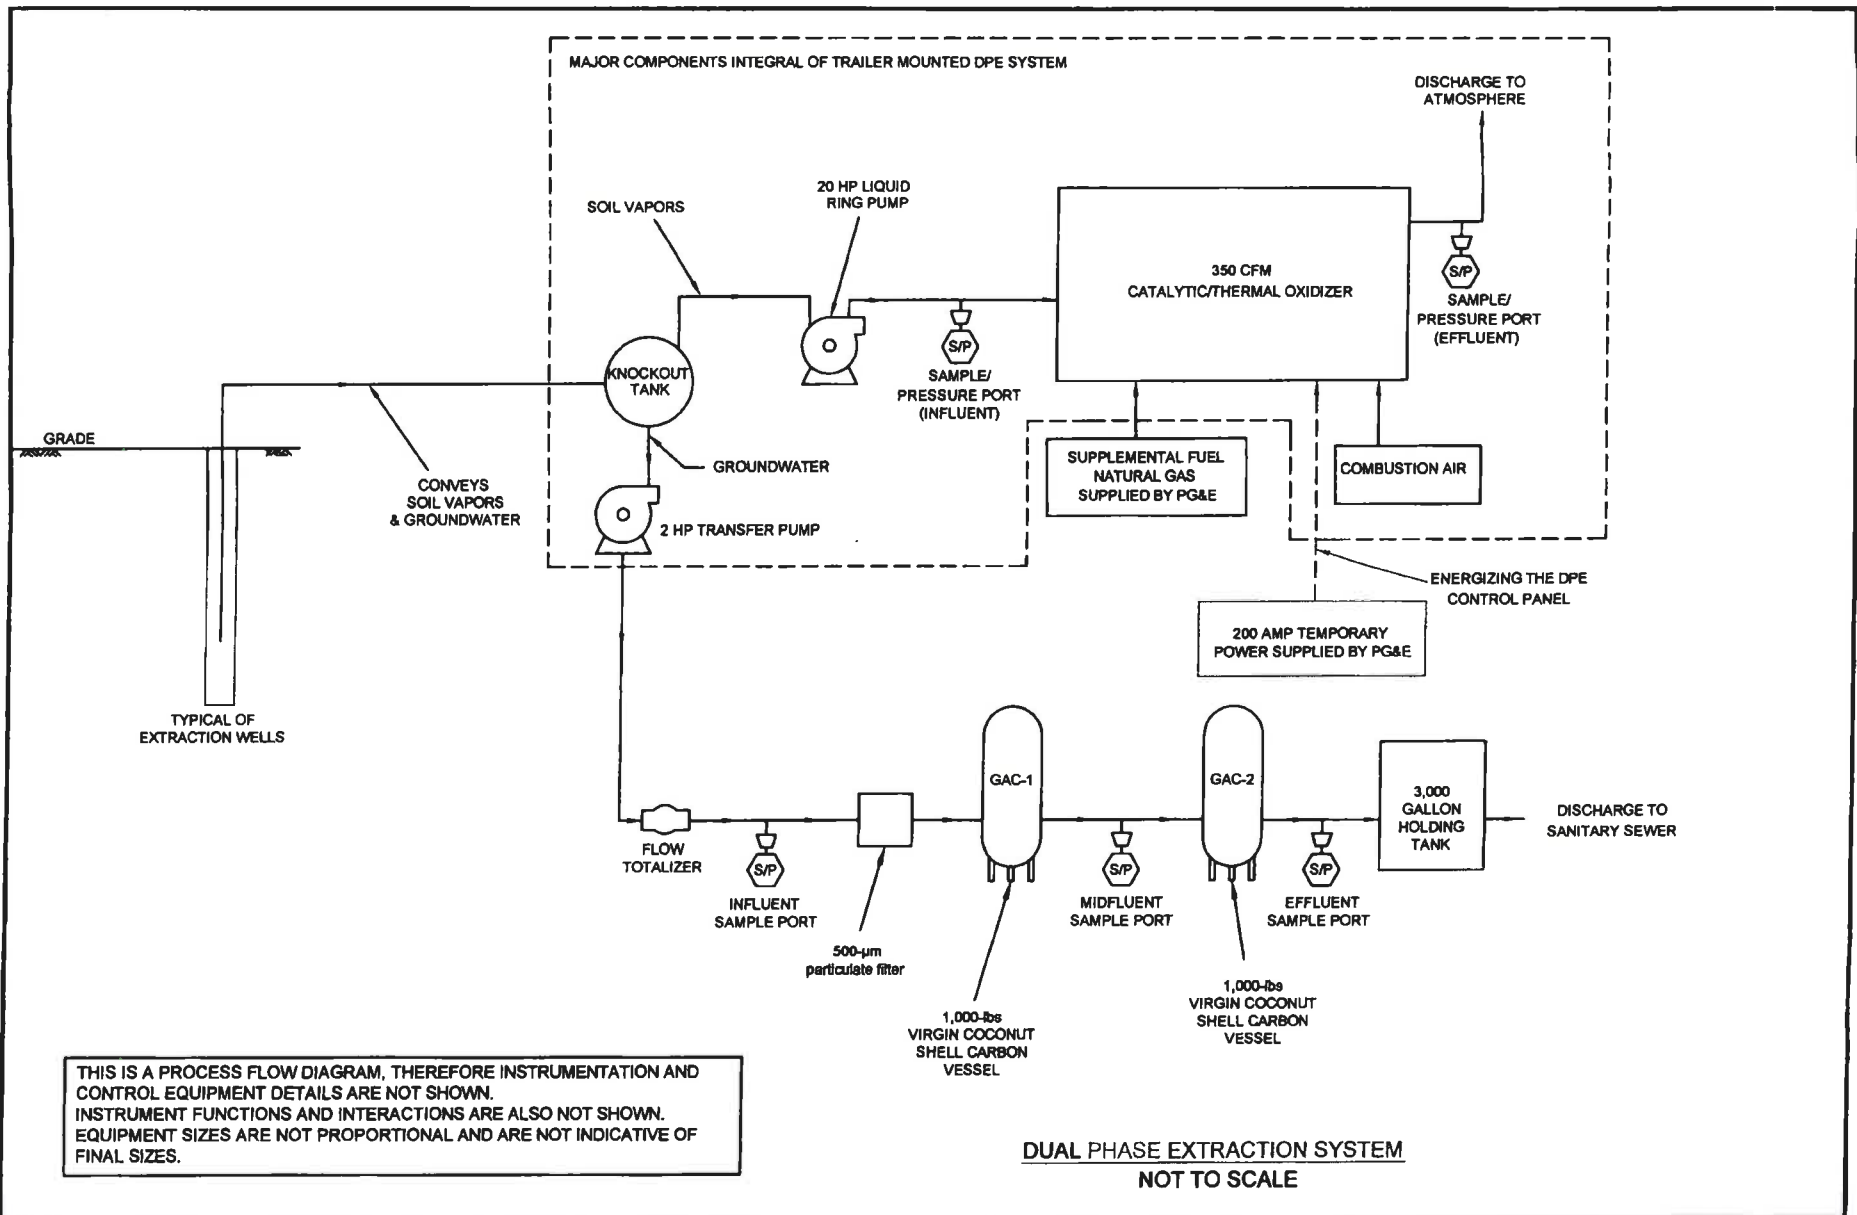 MAJOR COMPONENTS INTEGRAL OF TRAILER MOUNTED DPE SYSTEM
DISCHARGE TO
ATMOSPHERE
20 HP LIQUID
RING PUMP
SOIL VAPORS
350 CFM
CATALYTIC/THERMAL OXIDIZER
S/P
SAMPLE/
PRESSURE PORT
(EFFLUENT)
S/P
SAMPLE/
PRESSURE PORT
(INFLUENT)
KNOCKOUT
TANK
GRADE
CONVEYS
SOIL VAPORS
& GROUNDWATER
GROUNDWATER
2 HP TRANSFER PUMP
SUPPLEMENTAL FUEL
NATURAL GAS
SUPPLIED BY PG&E
COMBUSTION AIR
ENERGIZING THE DPE
CONTROL PANEL
200 AMP TEMPORARY
POWER SUPPLIED BY PG&E
TYPICAL OF
EXTRACTION WELLS
FLOW
TOTALIZER
S/P
INFLUENT
SAMPLE PORT
500-µm
particulate filter
GAC-1
1,000-lbs
VIRGIN COCONUT
SHELL CARBON
VESSEL
S/P
MIDFLUENT
SAMPLE PORT
GAC-2
1,000-lbs
VIRGIN COCONUT
SHELL CARBON
VESSEL
S/P
EFFLUENT
SAMPLE PORT
3,000
GALLON
HOLDING
TANK
DISCHARGE TO
SANITARY SEWER
THIS IS A PROCESS FLOW DIAGRAM, THEREFORE INSTRUMENTATION AND
CONTROL EQUIPMENT DETAILS ARE NOT SHOWN.
INSTRUMENT FUNCTIONS AND INTERACTIONS ARE ALSO NOT SHOWN.
EQUIPMENT SIZES ARE NOT PROPORTIONAL AND ARE NOT INDICATIVE OF
FINAL SIZES.
DUAL PHASE EXTRACTION SYSTEM
NOT TO SCALE